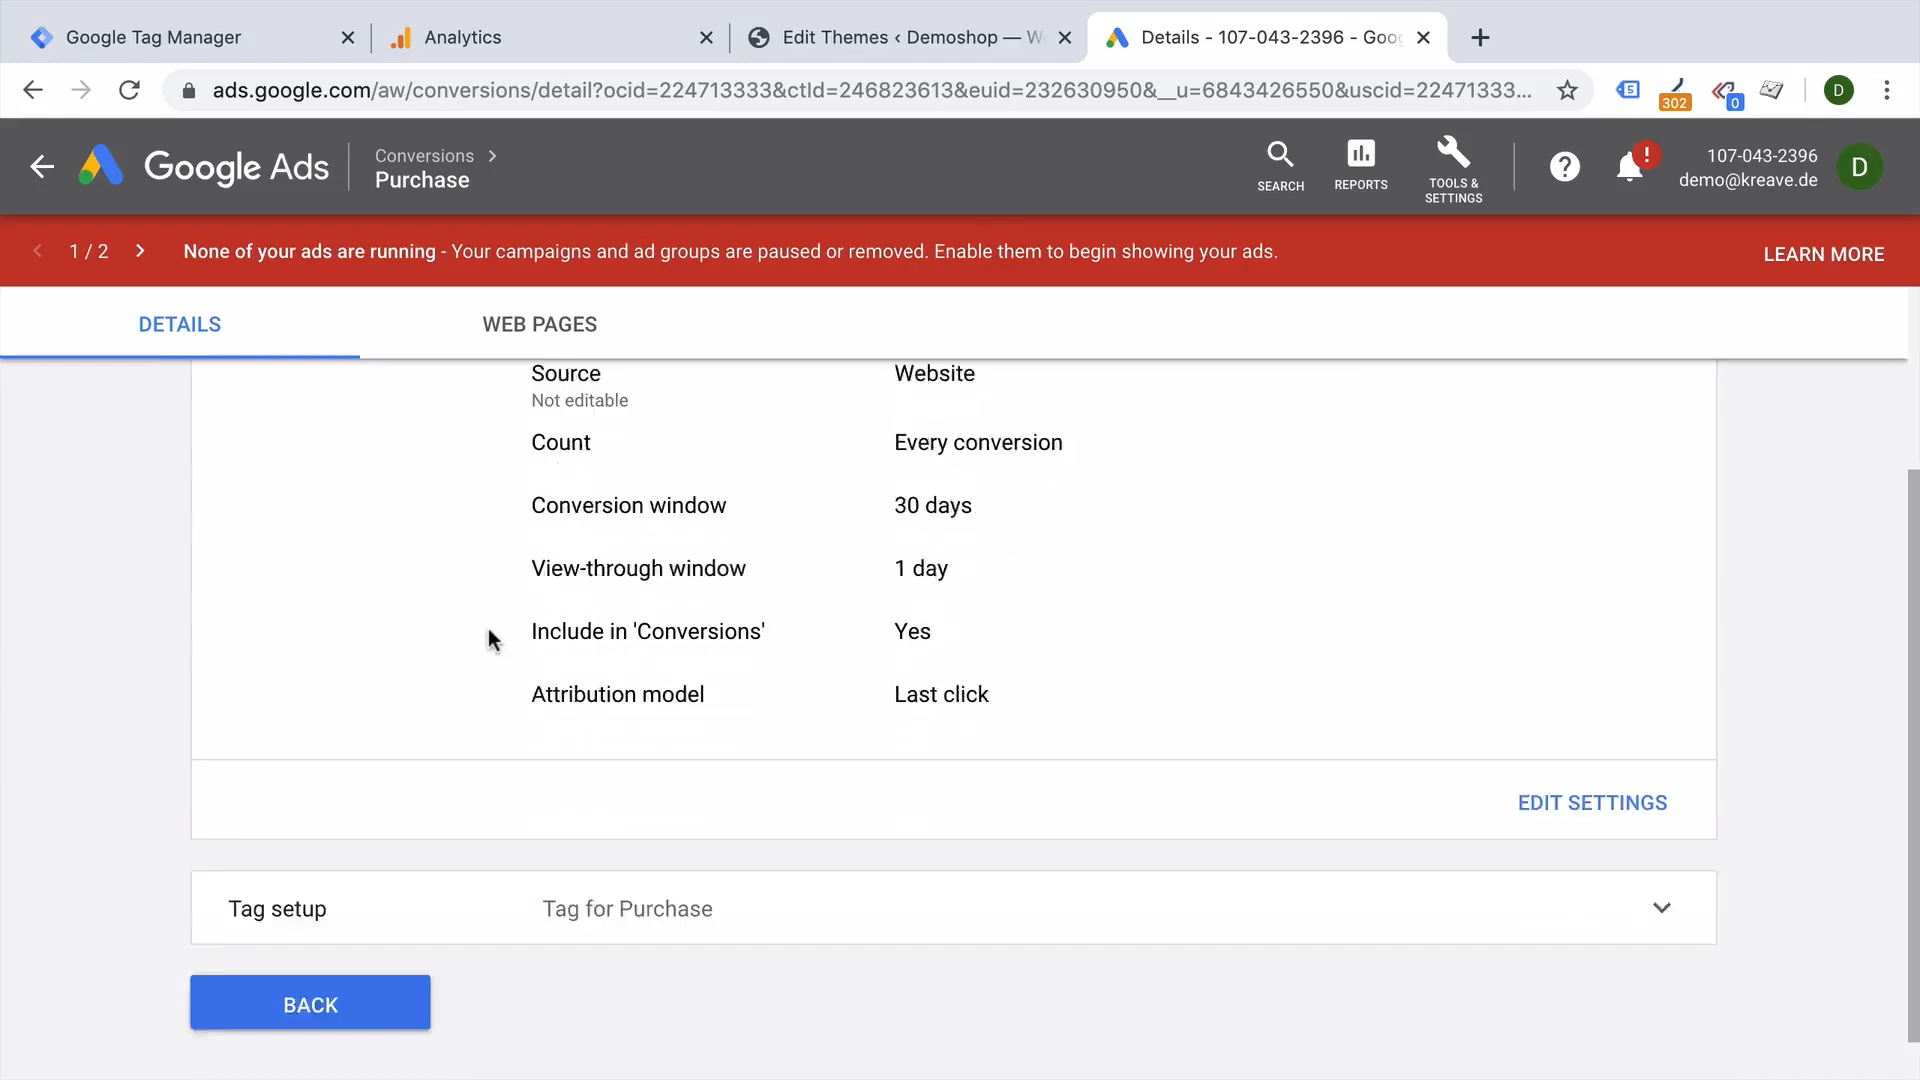 Google Tag Manager
Analytics
Edit Themes ‹ Demoshop — W
Details - 107-043-2396 - Goog
ads.google.com/aw/conversions/detail?ocid=224713333&ctId=246823613&euid=232630950&__u=6843426550&uscid=22471333...
5
302
0
D
Google Ads
Conversions
Purchase
SEARCH
REPORTS
TOOLS &
SETTINGS
?
!
107-043-2396
demo@kreave.de
D
1 / 2
None of your ads are running - Your campaigns and ad groups are paused or removed. Enable them to begin showing your ads.
LEARN MORE
DETAILS
WEB PAGES
Source
Website
Not editable
Count
Every conversion
Conversion window
30 days
View-through window
1 day
Include in 'Conversions'
Yes
Attribution model
Last click
EDIT SETTINGS
Tag setup
Tag for Purchase
BACK